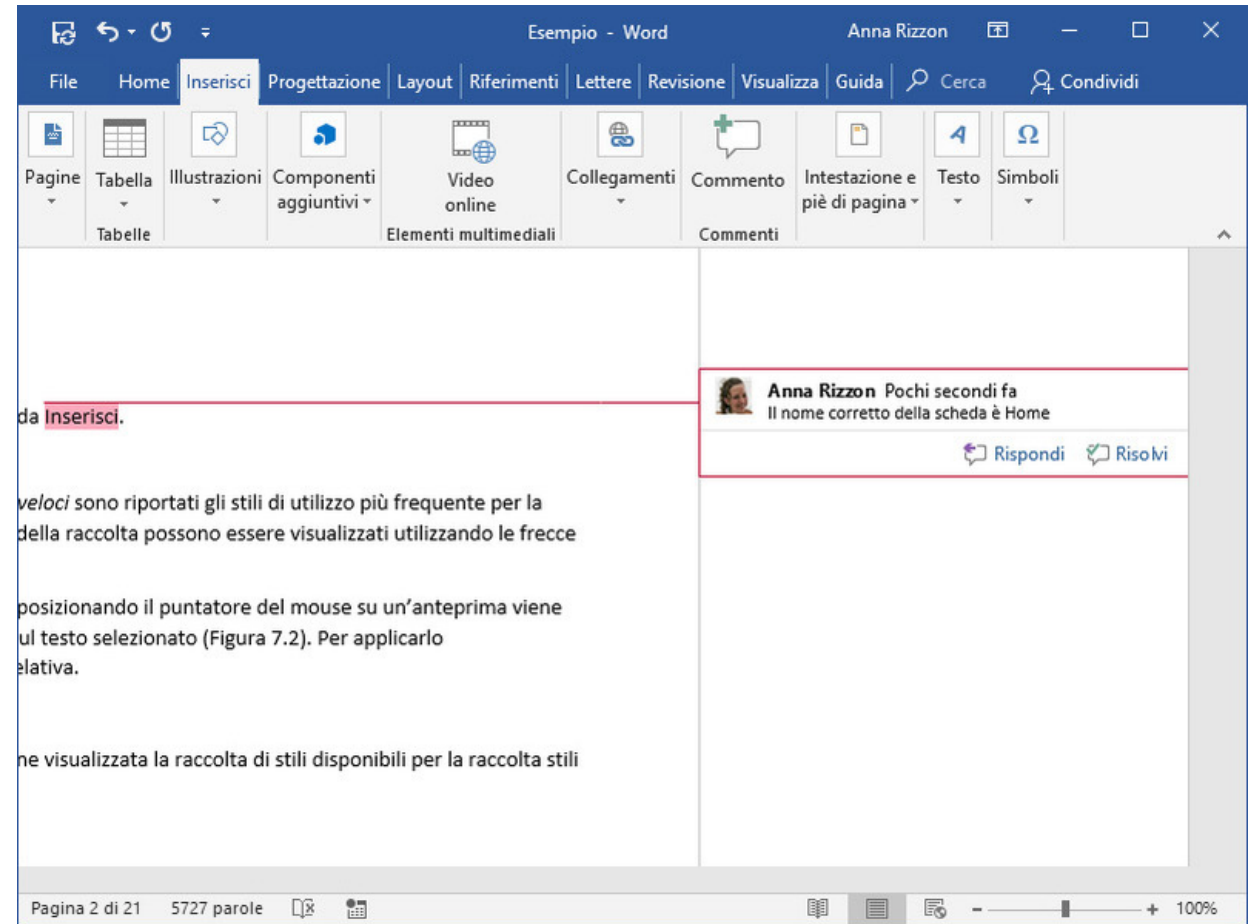 Esempio - Word Anna Rizzon
File Home Inserisci Progettazione Layout Riferimenti Lettere Revisione Visualizza Guida Cerca Condividi
Pagine Tabella Illustrazioni Componenti aggiuntivi Video online Collegamenti Commento Intestazione e piè di pagina Testo Simboli
Tabelle Elementi multimediali Commenti
Anna Rizzon Pochi secondi fa
Il nome corretto della scheda è Home
Rispondi Risolvi
da Inserisci.
veloci sono riportati gli stili di utilizzo più frequente per la
della raccolta possono essere visualizzati utilizzando le frecce
posizionando il puntatore del mouse su un'anteprima viene
ul testo selezionato (Figura 7.2). Per applicarlo
elativa.
ne visualizzata la raccolta di stili disponibili per la raccolta stili
Pagina 2 di 21 5727 parole 100%